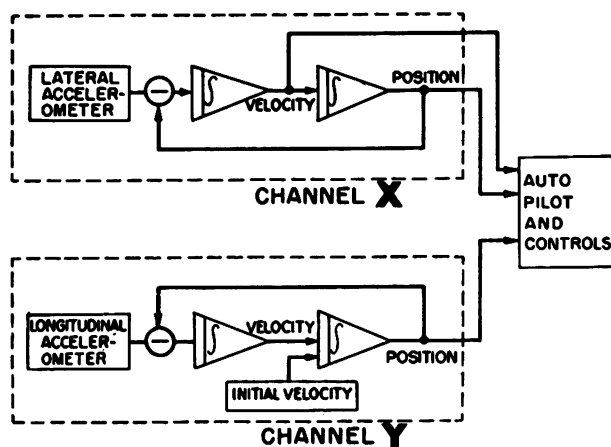 LATERAL
ACCELER-
OMETER
−
∫
VELOCITY
∫
POSITION
CHANNEL X
AUTO
PILOT
AND
CONTROLS
LONGITUDINAL
ACCELER-
OMETER
−
∫
VELOCITY
∫
POSITION
INITIAL VELOCITY
CHANNEL Y